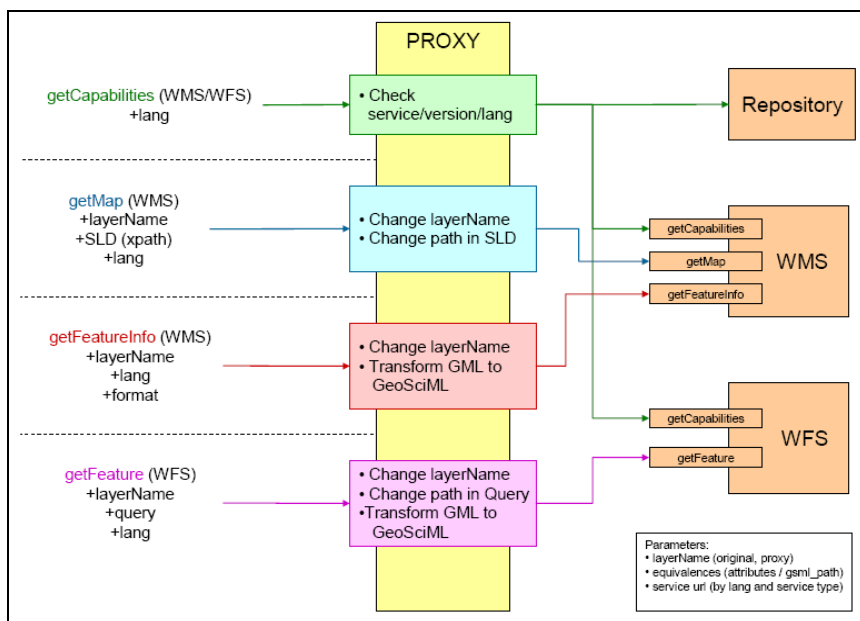 PROXY
getCapabilities (WMS/WFS)
+lang
• Check
service/version/lang
Repository
getMap (WMS)
+layerName
+SLD (xpath)
+lang
• Change layerName
• Change path in SLD
getCapabilities
getMap
getFeatureInfo
WMS
getFeatureInfo (WMS)
+layerName
+lang
+format
• Change layerName
• Transform GML to
GeoSciML
getFeature (WFS)
+layerName
+query
+lang
• Change layerName
• Change path in Query
•Transform GML to
GeoSciML
getCapabilities
getFeature
WFS
Parameters:
• layerName (original, proxy)
• equivalences (attributes / gsml_path)
• service url (by lang and service type)